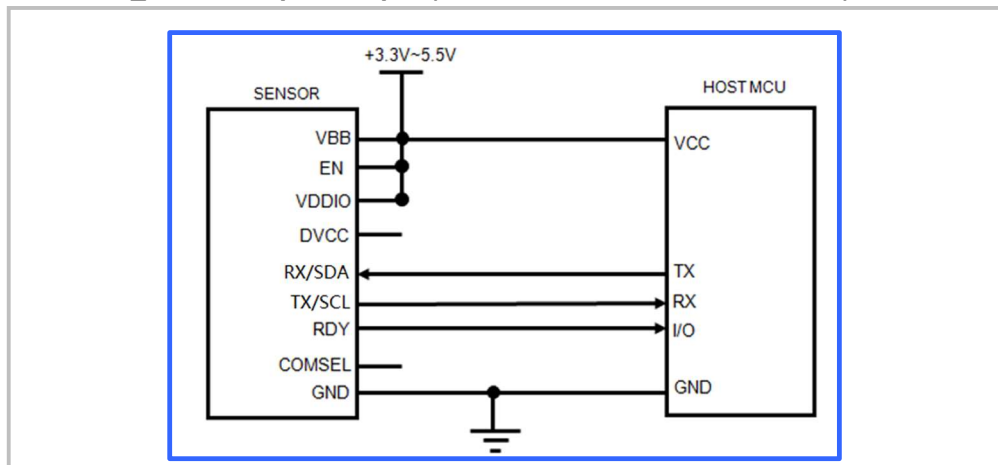 +3.3V~5.5V
SENSOR
HOST MCU
VBB
VCC
EN
VDDIO
DVCC
RX/SDA
TX
TX/SCL
RX
RDY
I/O
COMSEL
GND
GND